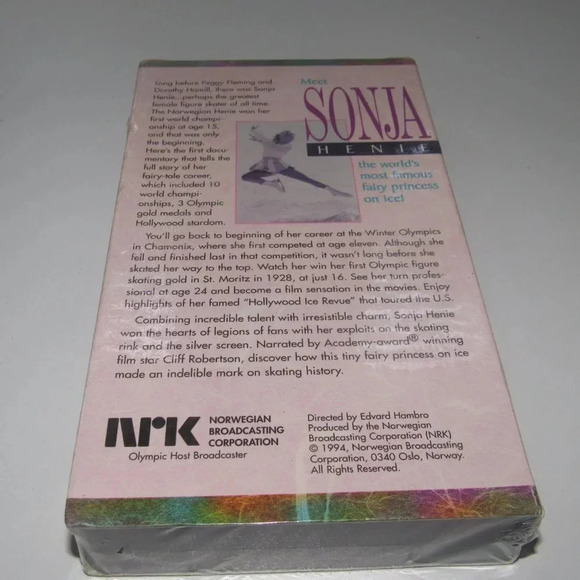 Long before Peggy Fleming and
Dorothy Hamill, there was Sonja
Henie...perhaps the greatest
female figure skater of all time.
The Norwegian Henie won her
first world champi-
onship at age 15,
and that was only
the beginning.
Here's the first docu-
mentary that tells the
full story of her
fairy-tale career,
which included 10
world champi-
onships, 3 Olympic
gold medals and
Hollywood stardom.
Meet
SONJA
HENIE
the world's
most famous
fairy princess
on ice!
You'll go back to beginning of her career at the Winter Olympics
in Chamonix, where she first competed at age eleven. Although she
fell and finished last in that competition, it wasn't long before she
skated her way to the top. Watch her win her first Olympic figure
skating gold in St. Moritz in 1928, at just 16. See her turn profes-
sional at age 24 and become a film sensation in the movies. Enjoy
highlights of her famed "Hollywood Ice Revue" that toured the U.S.
Combining incredible talent with irresistible charm, Sonja Henie
won the hearts of legions of fans with her exploits on the skating
rink and the silver screen. Narrated by Academy-award® winning
film star Cliff Robertson, discover how this tiny fairy princess on ice
made an indelible mark on skating history.
NRK NORWEGIAN
BROADCASTING
CORPORATION
Olympic Host Broadcaster
Directed by Edvard Hambro
Produced by the Norwegian
Broadcasting Corporation (NRK)
© 1994, Norwegian Broadcasting
Corporation, 0340 Oslo, Norway.
All Rights Reserved.